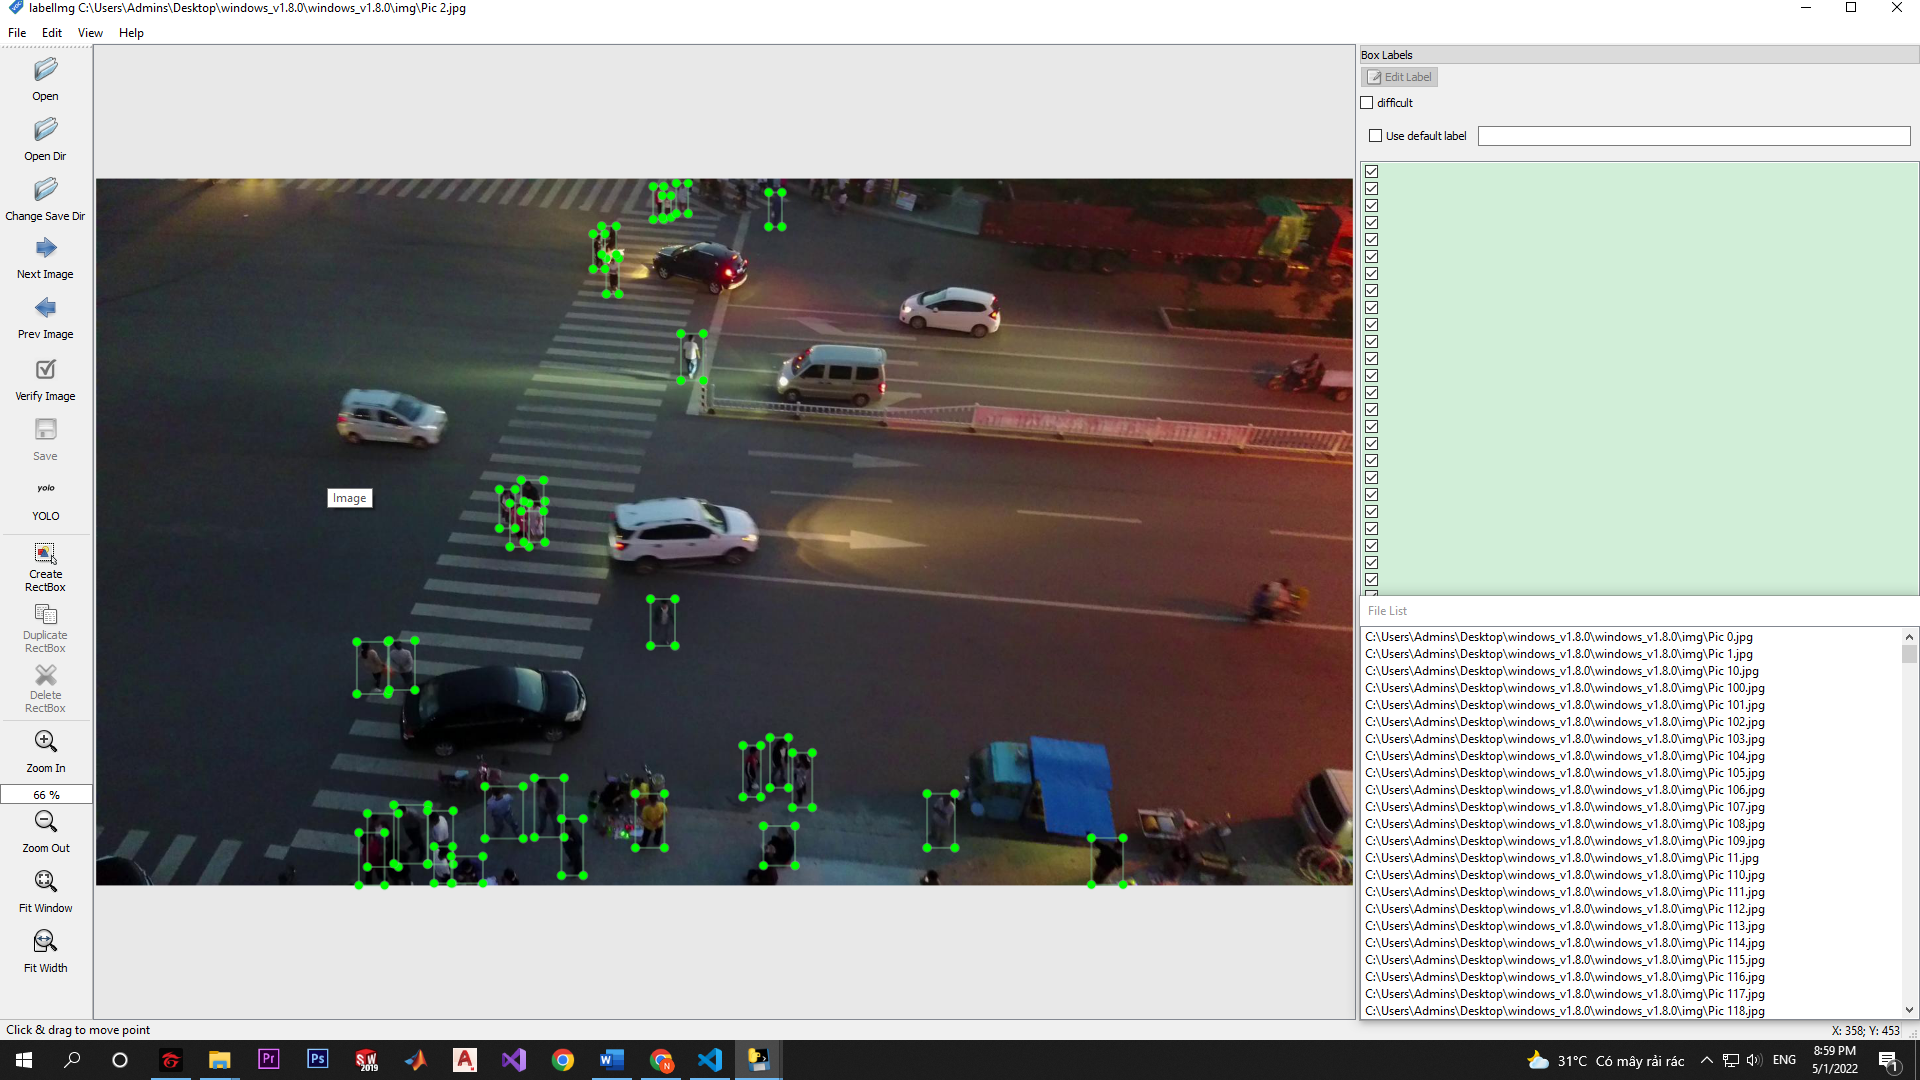 labelImg C:\Users\Admins\Desktop\windows_v1.8.0\windows_v1.8.0\img\Pic 2.jpg
File Edit View Help
Open
Open Dir
Change Save Dir
Next Image
Prev Image
Verify Image
Save
yolo
YOLO
Create
RectBox
Duplicate
RectBox
Delete
RectBox
Zoom In
66 %
Zoom Out
Fit Window
Fit Width
Image
Box Labels
Edit Label
difficult
Use default label
File List
C:\Users\Admins\Desktop\windows_v1.8.0\windows_v1.8.0\img\Pic 0.jpg
C:\Users\Admins\Desktop\windows_v1.8.0\windows_v1.8.0\img\Pic 1.jpg
C:\Users\Admins\Desktop\windows_v1.8.0\windows_v1.8.0\img\Pic 10.jpg
C:\Users\Admins\Desktop\windows_v1.8.0\windows_v1.8.0\img\Pic 100.jpg
C:\Users\Admins\Desktop\windows_v1.8.0\windows_v1.8.0\img\Pic 101.jpg
C:\Users\Admins\Desktop\windows_v1.8.0\windows_v1.8.0\img\Pic 102.jpg
C:\Users\Admins\Desktop\windows_v1.8.0\windows_v1.8.0\img\Pic 103.jpg
C:\Users\Admins\Desktop\windows_v1.8.0\windows_v1.8.0\img\Pic 104.jpg
C:\Users\Admins\Desktop\windows_v1.8.0\windows_v1.8.0\img\Pic 105.jpg
C:\Users\Admins\Desktop\windows_v1.8.0\windows_v1.8.0\img\Pic 106.jpg
C:\Users\Admins\Desktop\windows_v1.8.0\windows_v1.8.0\img\Pic 107.jpg
C:\Users\Admins\Desktop\windows_v1.8.0\windows_v1.8.0\img\Pic 108.jpg
C:\Users\Admins\Desktop\windows_v1.8.0\windows_v1.8.0\img\Pic 109.jpg
C:\Users\Admins\Desktop\windows_v1.8.0\windows_v1.8.0\img\Pic 11.jpg
C:\Users\Admins\Desktop\windows_v1.8.0\windows_v1.8.0\img\Pic 110.jpg
C:\Users\Admins\Desktop\windows_v1.8.0\windows_v1.8.0\img\Pic 111.jpg
C:\Users\Admins\Desktop\windows_v1.8.0\windows_v1.8.0\img\Pic 112.jpg
C:\Users\Admins\Desktop\windows_v1.8.0\windows_v1.8.0\img\Pic 113.jpg
C:\Users\Admins\Desktop\windows_v1.8.0\windows_v1.8.0\img\Pic 114.jpg
C:\Users\Admins\Desktop\windows_v1.8.0\windows_v1.8.0\img\Pic 115.jpg
C:\Users\Admins\Desktop\windows_v1.8.0\windows_v1.8.0\img\Pic 116.jpg
C:\Users\Admins\Desktop\windows_v1.8.0\windows_v1.8.0\img\Pic 117.jpg
C:\Users\Admins\Desktop\windows_v1.8.0\windows_v1.8.0\img\Pic 118.jpg
Click & drag to move point
X: 358; Y: 453
Pr Ps SW 2019 A W N
31°C Có mây rải rác
ENG
8:59 PM
5/1/2022
1